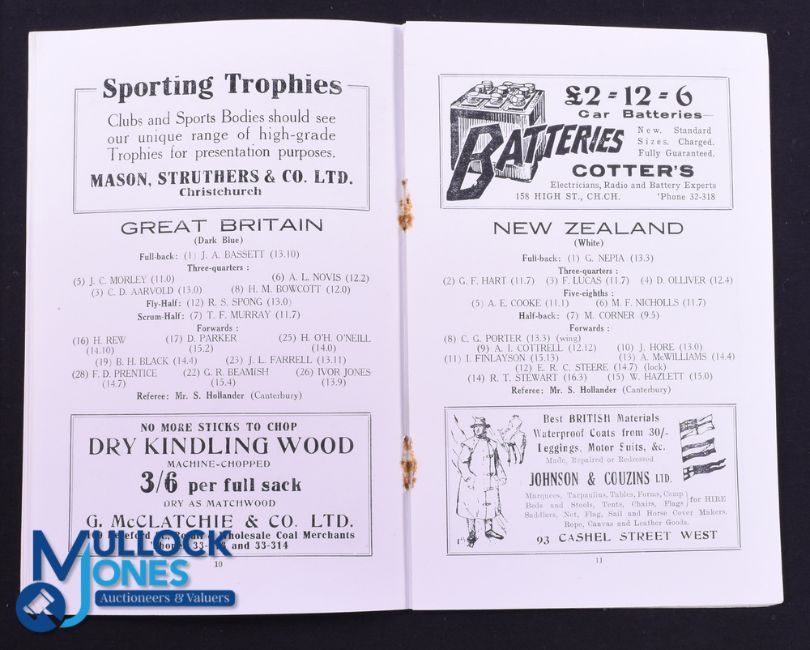 Sporting Trophies
Clubs and Sports Bodies should see
our unique range of high-grade
Trophies for presentation purposes.
MASON, STRUTHERS & CO. LTD.
Christchurch
GREAT BRITAIN
(Dark Blue)
Full-back: (1) J. A. BASSETT (13.10)
Three-quarters :
(5) J. C. MORLEY (11.0) (6) A. L. NOVIS (12.2)
(3) C. D. AARVOLD (13.0) (8) H. M. BOWCOTT (12.0)
Fly-Half: (12) R. S. SPONG (13.0)
Scrum-Half: (7) T. F. MURRAY (11.7)
Forwards :
(16) H. REW (17) D. PARKER (25) H. O'H. O'NEILL
(14.10) (15.2) (14.0)
(19) B. H. BLACK (14.4) (23) J. L. FARRELL (13.11)
(28) F. D. PRENTICE (22) G. R. BEAMISH (26) IVOR JONES
(14.7) (15.4) (13.9)
Referee: Mr. S. Hollander (Canterbury)
NO MORE STICKS TO CHOP
DRY KINDLING WOOD
MACHINE-CHOPPED
3/6 per full sack
DRY AS MATCHWOOD
G. McCLATCHIE & CO. LTD.
Wholesale Coal Merchants
and 33-314
10
£2=12=6
Car Batteries—
BATTERIES
New. Standard
Sizes. Charged.
Fully Guaranteed.
COTTER'S
Electricians, Radio and Battery Experts
158 HIGH ST., CH.CH. 'Phone 32-318
NEW ZEALAND
(White)
Full-back: (1) G. NEPIA (13.3)
Three-quarters :
(2) G. F. HART (11.7) (3) F. LUCAS (11.7) (4) D. OLLIVER (12.4)
Five-eighths :
(5) A. E. COOKE (11.1) (6) M. F. NICHOLLS (11.7)
Half-back: (7) M. CORNER (9.5)
Forwards :
(8) C. G. PORTER (13.3) (wing)
(9) A. I. COTTRELL (12.12) (10) J. HORE (13.0)
(11) I. FINLAYSON (15.13) (13) A. McWILLIAMS (14.4)
(12) E. R. C. STEERE (14.7) (lock)
(14) R. T. STEWART (16.3) (15) W. HAZLETT (15.0)
Referee: Mr. S. Hollander (Canterbury)
Best BRITISH Materials
Waterproof Coats from 30/-
Leggings, Motor Suits, &c.
Made, Repaired or Redressed
JOHNSON & COUZINS LTD.
Marquees, Tarpaulins, Tables, Forms, Camp
Beds and Stools, Tents, Chairs, Flags for HIRE
Saddlers, Net, Flag, Sail and Horse Cover Makers.
Rope, Canvas and Leather Goods.
93 CASHEL STREET WEST
11
MULLOCK
JONES
Auctioneers & Valuers